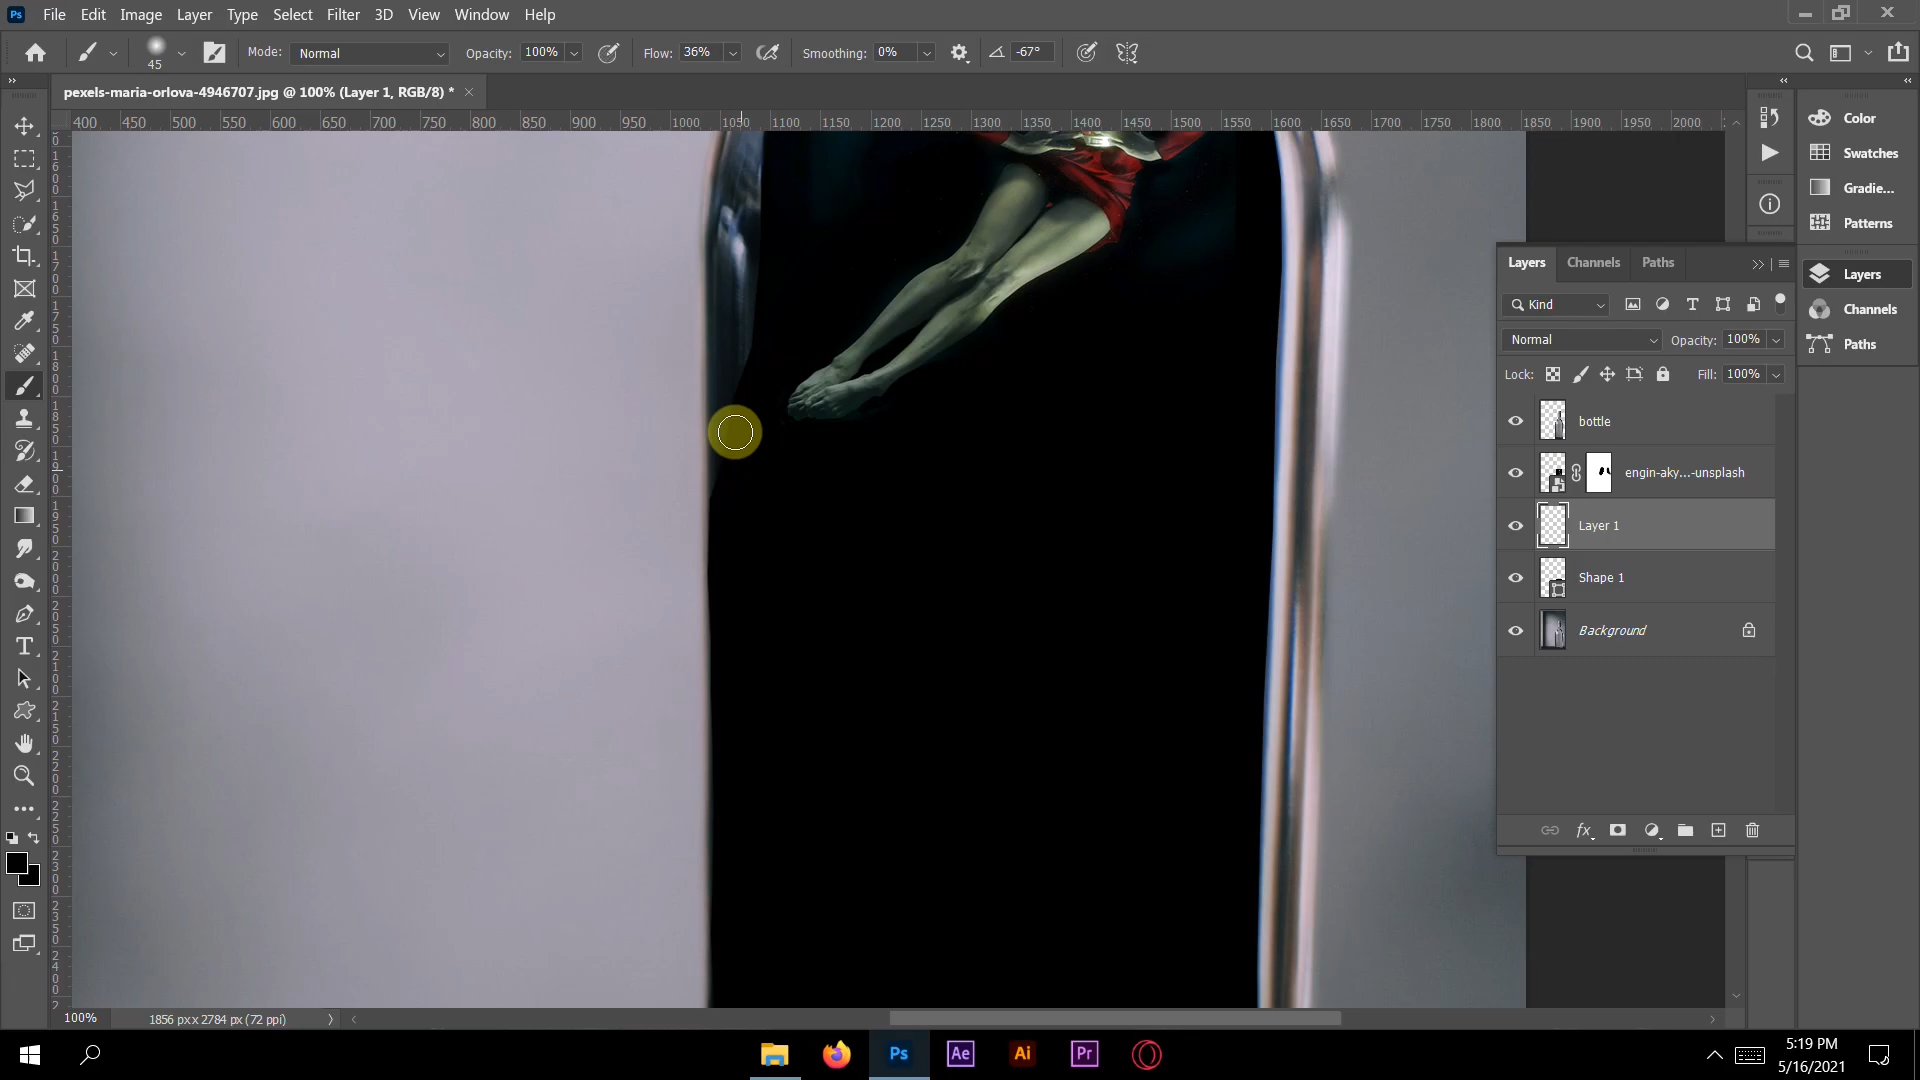 Ps File Edit Image Layer Type Select Filter 3D View Window Help
45 Mode: Normal Opacity: 100% Flow: 36% Smoothing: 0% -67°
pexels-maria-orlova-4946707.jpg @ 100% (Layer 1, RGB/8) *
400 450 500 550 600 650 700 750 800 850 900 950 1000 1050 1100 1150 1200 1250 1300 1350 1400 1450 1500 1550 1600 1650 1700 1750 1800 1850 1900 1950 2000
Color
Swatches
Gradie...
Patterns
Layers
Channels
Paths
Layers Channels Paths
Kind
Normal Opacity: 100%
Lock: Fill: 100%
bottle
engin-aky...-unsplash
Layer 1
Shape 1
Background
fx
100% 1856 px x 2784 px (72 ppi)
Ps Ae Ai Pr
5:19 PM
5/16/2021